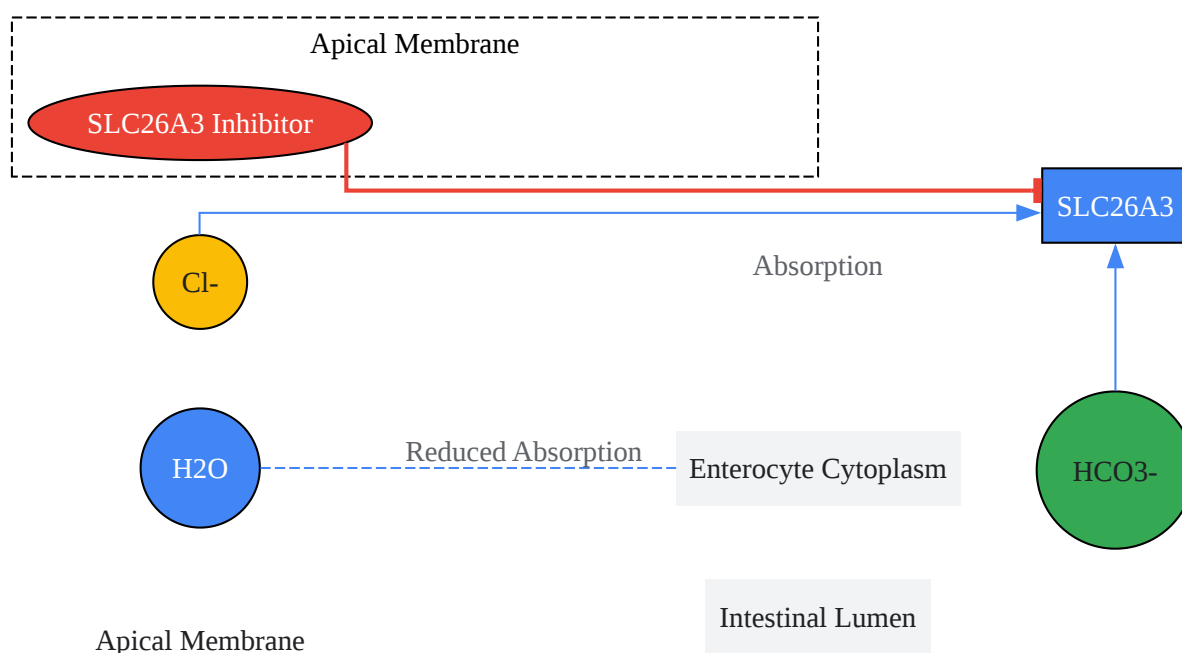 Apical Membrane
SLC26A3 Inhibitor
SLC26A3
Absorption
Cl-
Reduced Absorption
H2O
Enterocyte Cytoplasm
HCO3-
Intestinal Lumen
Apical Membrane